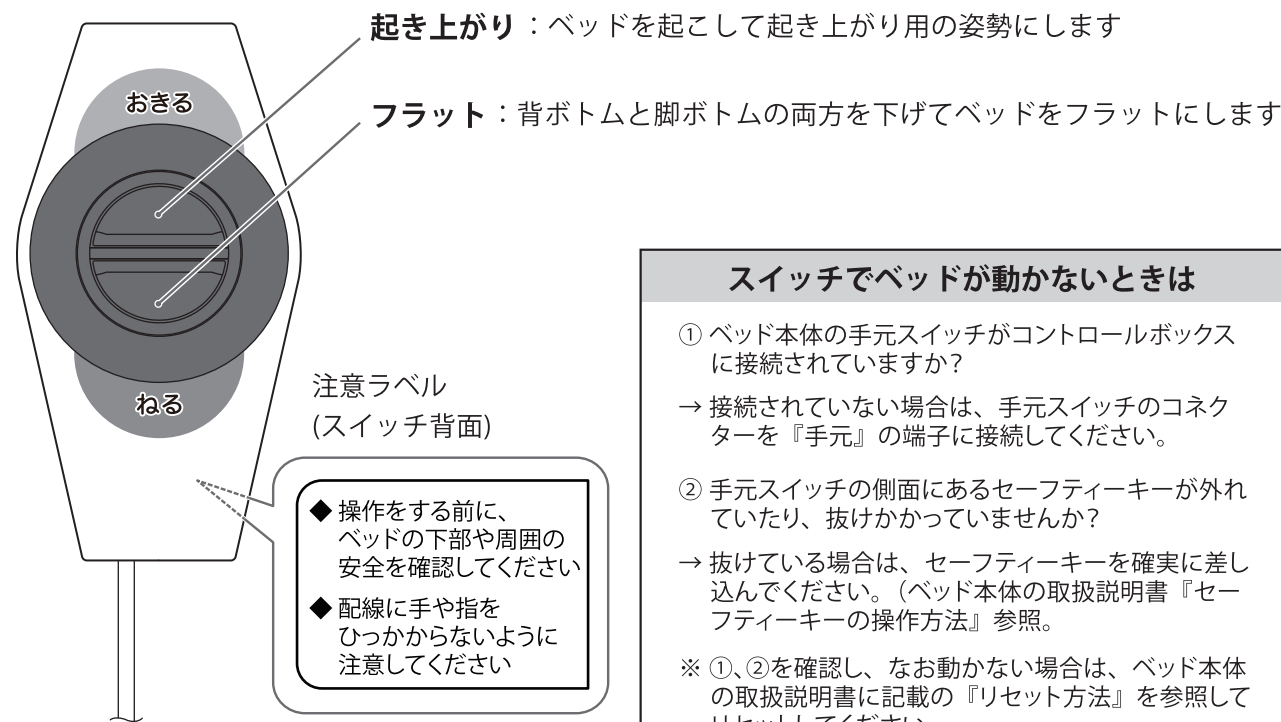 起き上がり：ベッドを起こして起き上がり用の姿勢にします
フラット：背ボトムと脚ボトムの両方を下げてベッドをフラットにします
おきる
ねる
注意ラベル
(スイッチ背面)
◆ 操作をする前に、
ベッドの下部や周囲の
安全を確認してください
◆ 配線に手や指を
ひっかからないように
注意してください
スイッチでベッドが動かないときは
① ベッド本体の手元スイッチがコントロールボックス
に接続されていますか？
→ 接続されていない場合は、手元スイッチのコネク
ターを『手元』の端子に接続してください。
② 手元スイッチの側面にあるセーフティーキーが外れ
ていたり、抜けかかっていませんか？
→ 抜けている場合は、セーフティーキーを確実に差し
込んでください。（ベッド本体の取扱説明書『セー
フティーキーの操作方法』参照。
※ ①、②を確認し、なお動かない場合は、ベッド本体
の取扱説明書に記載の『リセット方法』を参照して
リセットしてください